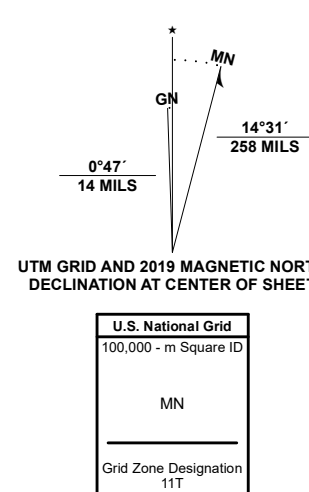 ★
MN
GN
14°31´
258 MILS
0°47´
14 MILS
UTM GRID AND 2019 MAGNETIC NORT
DECLINATION AT CENTER OF SHEET
U.S. National Grid
100,000 - m Square ID
MN
Grid Zone Designation
11T